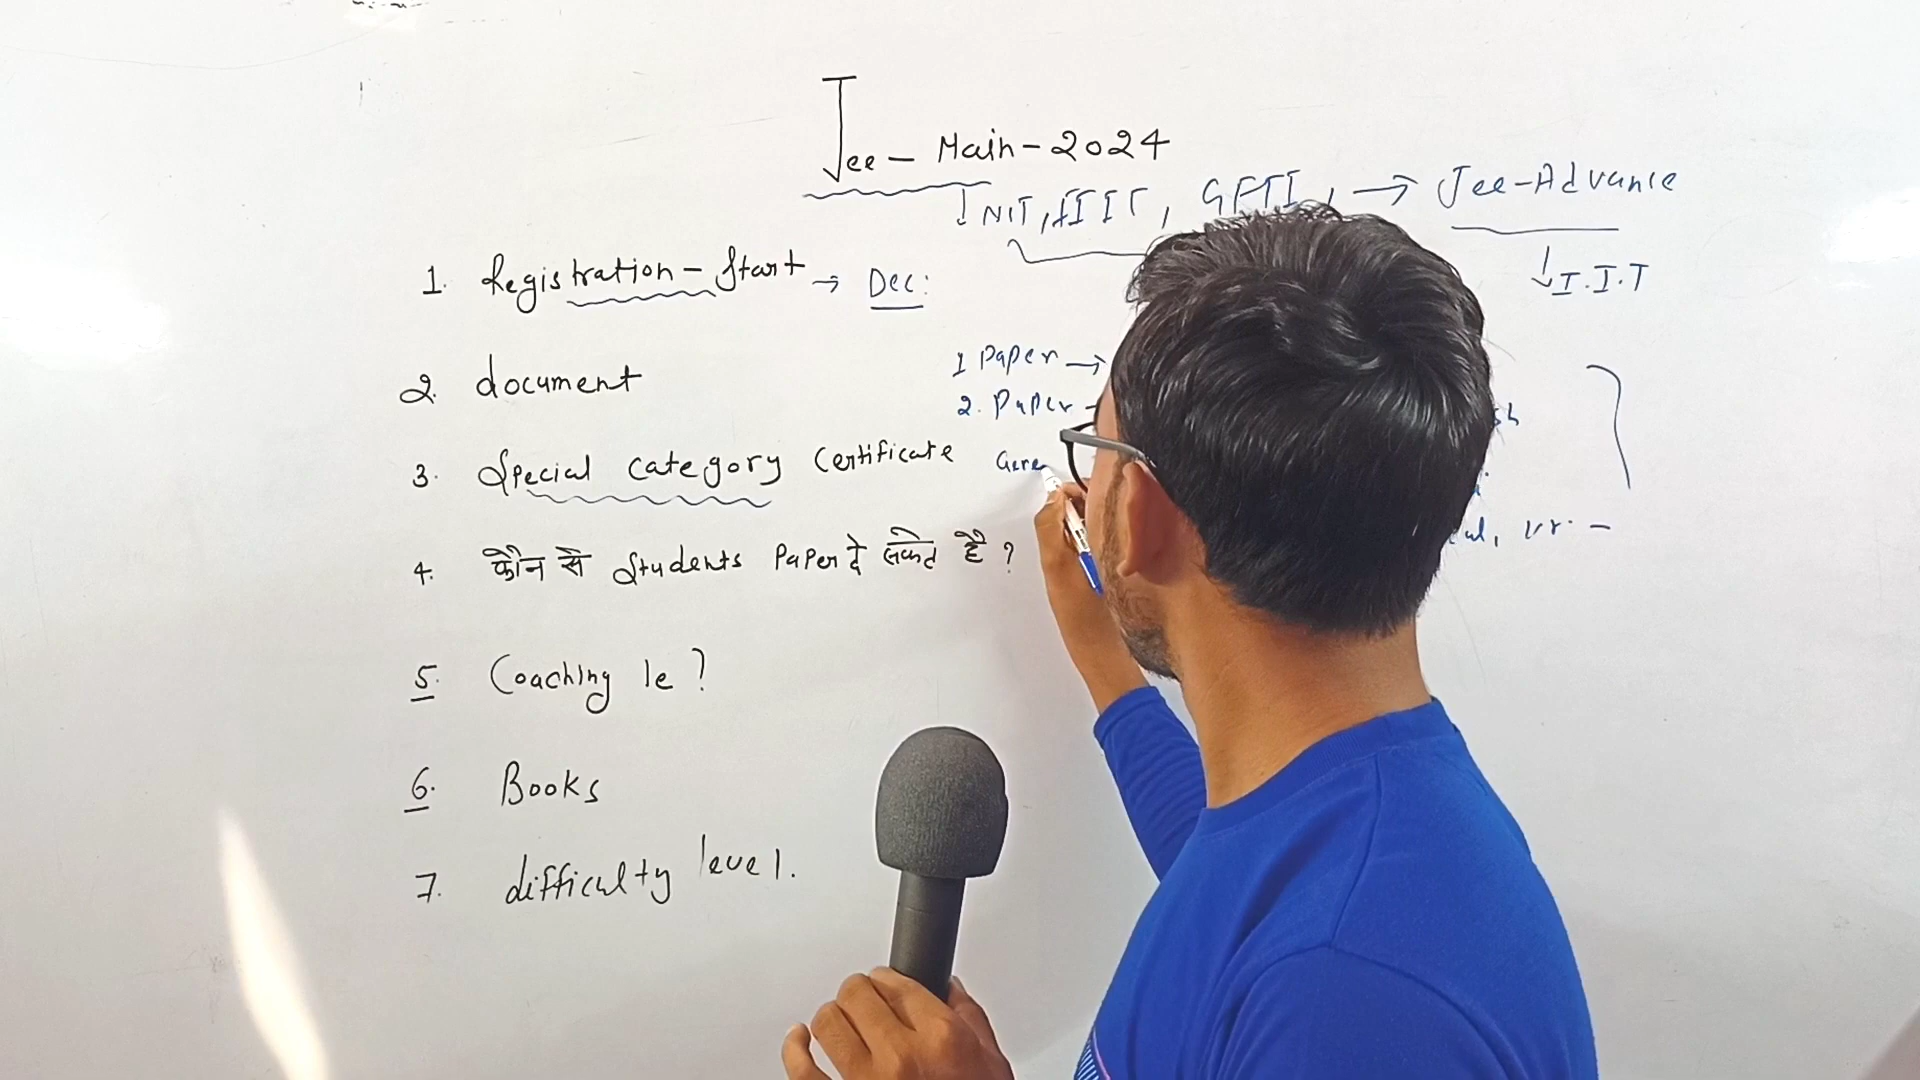 Jee - Main - 2024
NIT, IIIT, GFTI, → Jee-Advance
I.I.T
1. Registration - Start → Dec:
1 Paper →
2. document
2. Paper -
3. Special category certificate
Gene
4. कौन से Students Paper दे सकते है ?
5. Coaching le ?
6. Books
7. difficulty level.